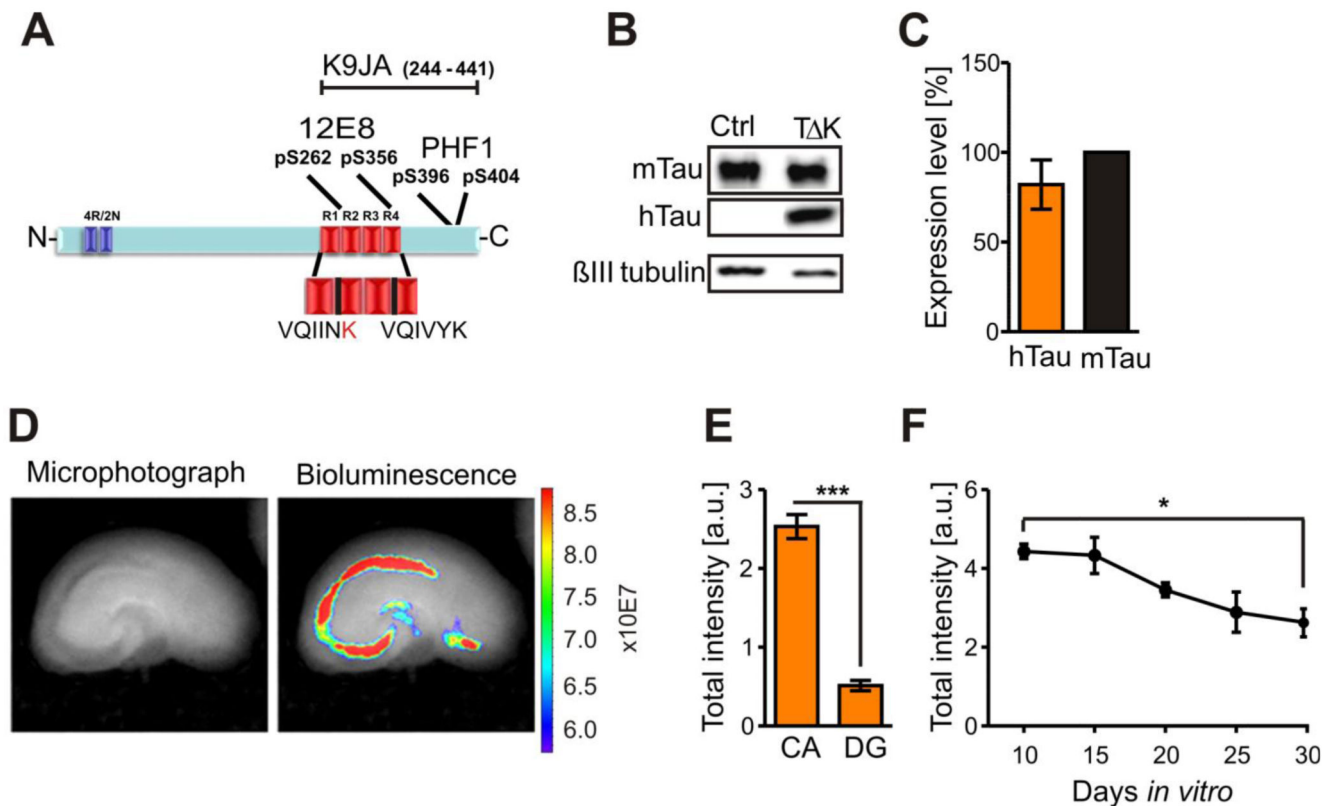 A
K9JA (244 - 441)
12E8
pS262 pS356 PHF1
pS396 pS404
4R/2N R1 R2 R3 R4
N- -C
VQIINK VQIVYK
B
Ctrl TΔK
mTau
hTau
ßIII tubulin
C
Expression level [%]
150
100
50
0
hTau mTau
D
Microphotograph Bioluminescence
8.5
8.0
7.5
7.0
6.5
6.0
x10E7
E
Total intensity [a.u.]
3
2
1
0
***
CA DG
F
Total intensity [a.u.]
6
4
2
0
*
10 15 20 25 30
Days in vitro